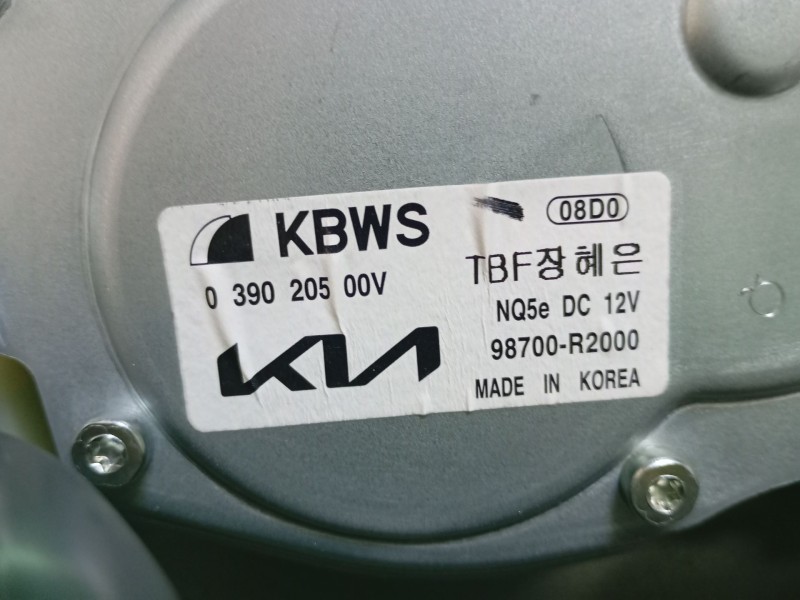 KBWS
08D0
0 390 205 00V
TBF장혜은
NQ5e DC 12V
KIA
98700-R2000
MADE IN KOREA